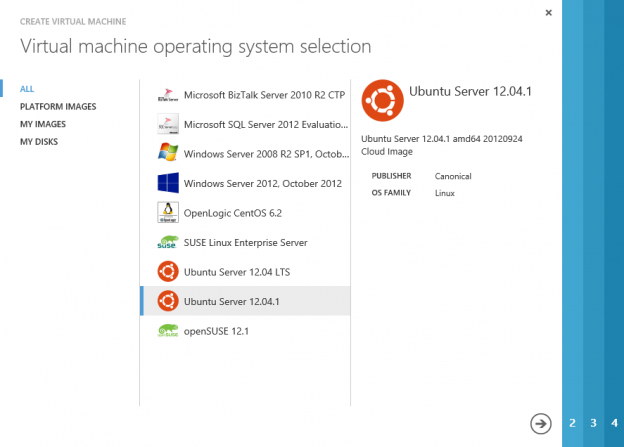 CREATE VIRTUAL MACHINE
Virtual machine operating system selection
ALL
PLATFORM IMAGES
MY IMAGES
MY DISKS
Microsoft BizTalk Server 2010 R2 CTP
Microsoft SQL Server 2012 Evaluatio...
Windows Server 2008 R2 SP1, Octob...
Windows Server 2012, October 2012
OpenLogic CentOS 6.2
SUSE Linux Enterprise Server
Ubuntu Server 12.04 LTS
Ubuntu Server 12.04.1
openSUSE 12.1
Ubuntu Server 12.04.1
Ubuntu Server 12.04.1 amd64 20120924
Cloud Image
PUBLISHER Canonical
OS FAMILY Linux
2 3 4